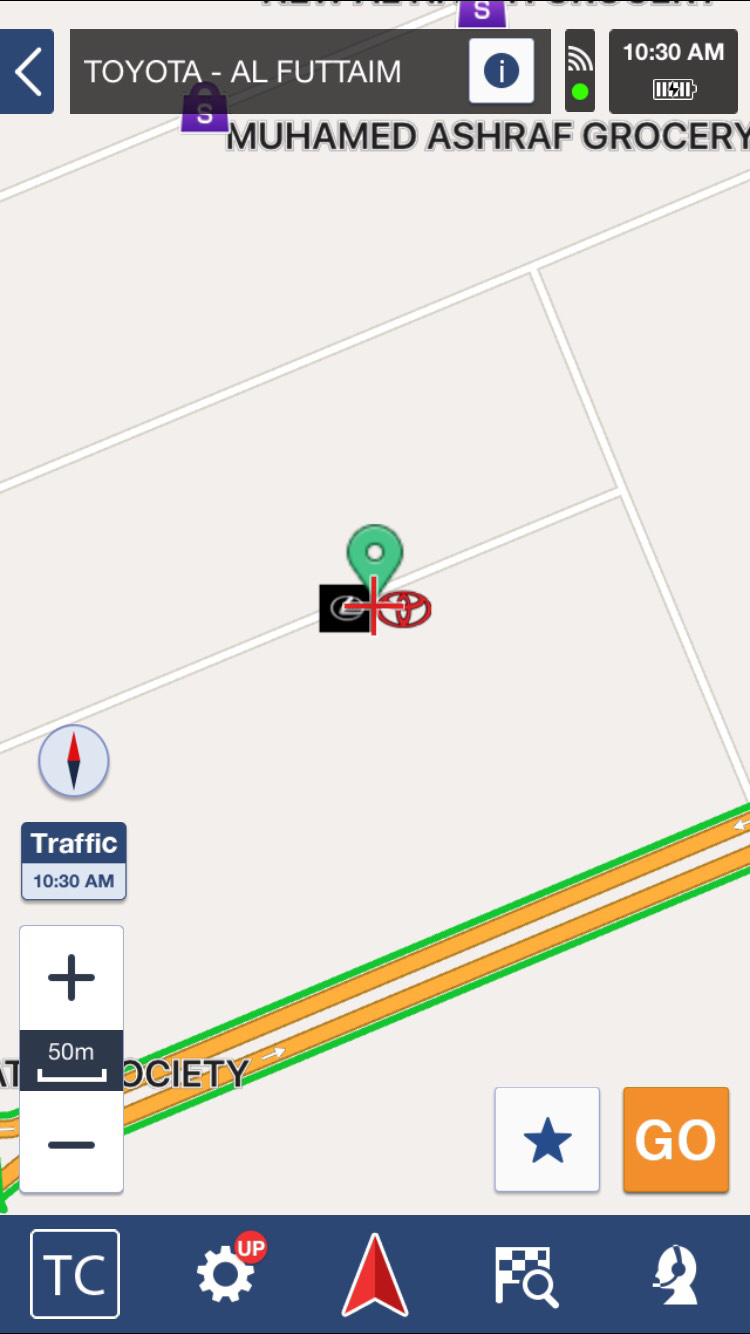 TOYOTA - AL FUTTAIM
i
10:30 AM
S
S
MUHAMED ASHRAF GROCERY
Traffic
10:30 AM
50m
OCIETY
GO
TC
UP